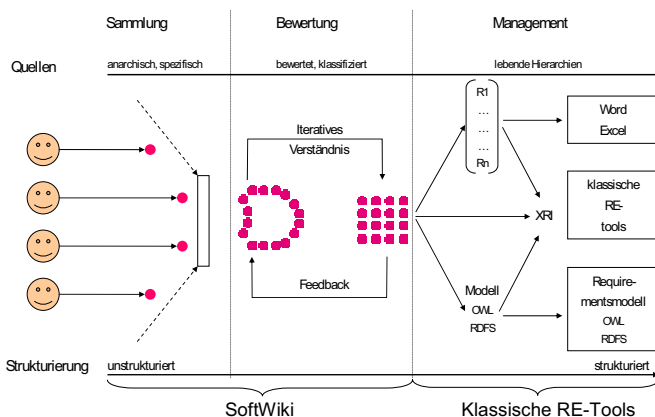 Sammlung
Bewertung
Management
Quellen
anarchisch, spezifisch
bewertet, klassifiziert
lebende Hierarchien
R1
...
...
Rn
Word
Excel
Iteratives
Verständnis
XRI
klassische
RE-
tools
Feedback
Modell
OWL
RDFS
Require-
mentsmodell
OWL
RDFS
Strukturierung
unstrukturiert
strukturiert
SoftWiki
Klassische RE-Tools